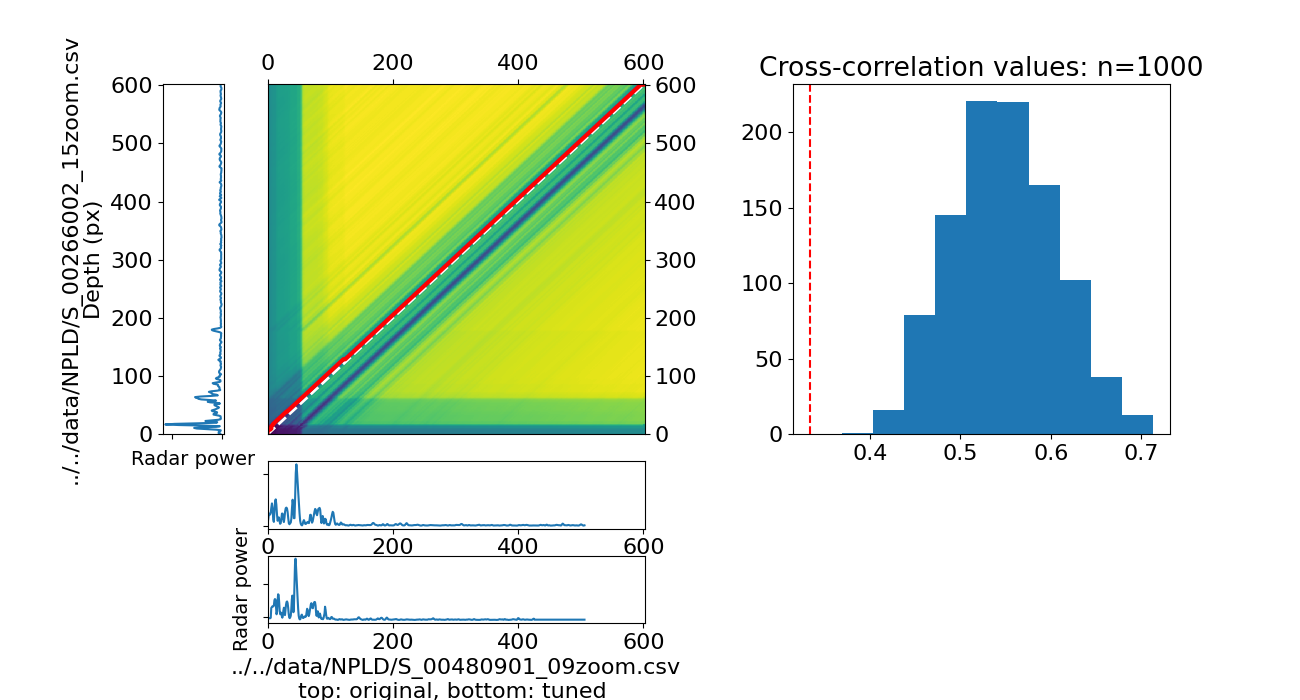 ../../data/NPLD/S_00266002_15zoom.csv
Depth (px)
600
500
400
300
200
100
0
Radar power
0 200 400 600
600
500
400
300
200
100
0
0 200 400 600
Radar power
0 200 400 600
../../data/NPLD/S_00480901_09zoom.csv
top: original, bottom: tuned
Cross-correlation values: n=1000
200
150
100
50
0
0.4 0.5 0.6 0.7